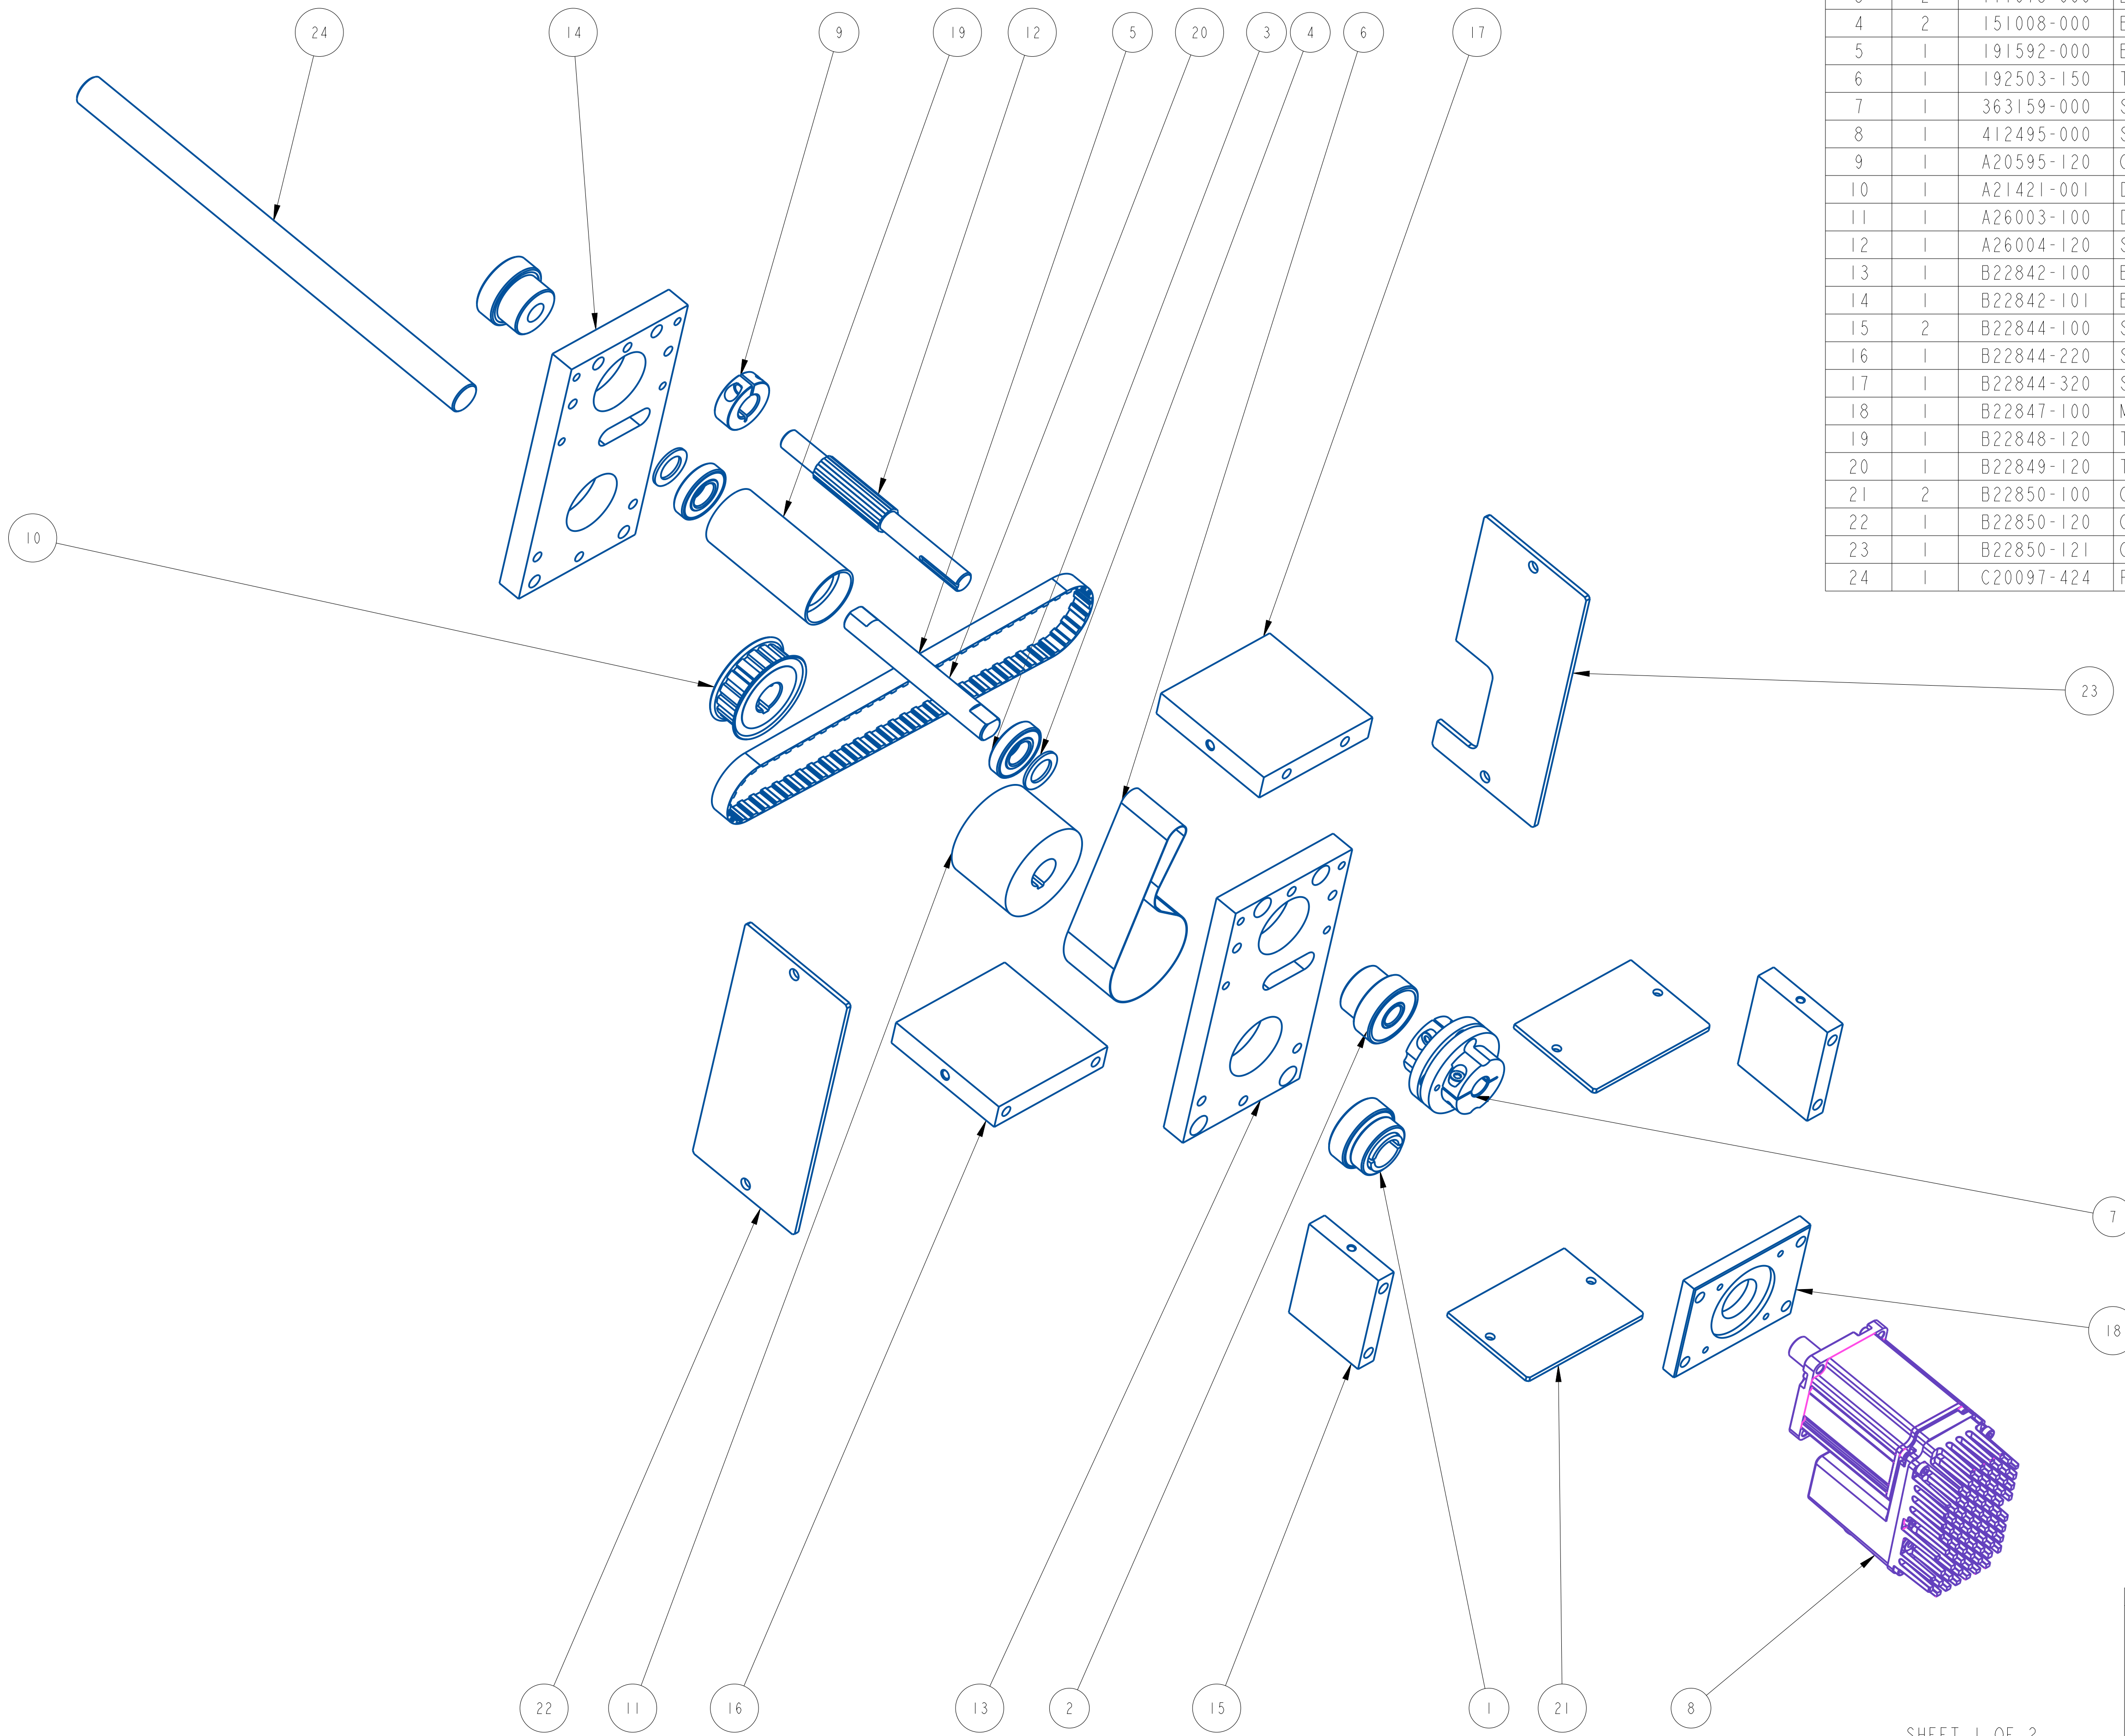 24 14 9 19 12 5 20 3 4 6 17
4 2 151008-000
5 1 191592-000
6 1 192503-150
7 1 363159-000
8 1 412495-000
9 1 A20595-120
10 1 A21421-001
11 1 A26003-100
12 1 A26004-120
13 1 B22842-100
14 1 B22842-101
15 2 B22844-100
16 1 B22844-220
17 1 B22844-320
18 1 B22847-100
19 1 B22848-120
20 1 B22849-120
21 2 B22850-100
22 1 B22850-120
23 1 B22850-121
24 1 C20097-424
10
23
7
18
22 11 16 13 2 15 1 21 8
SHEET 1 OF 2